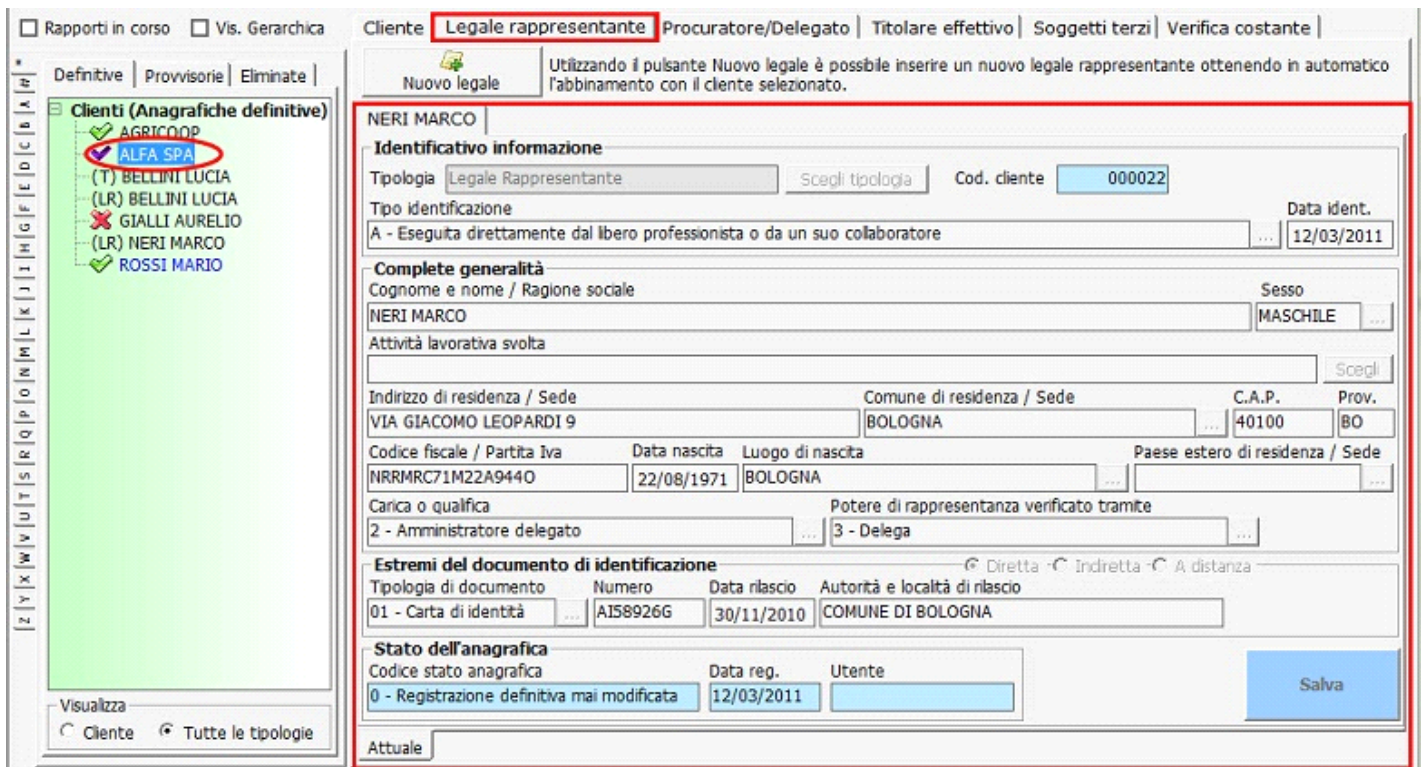 Rapporti in corso Vis. Gerarchica
Cliente Legale rappresentante Procuratore/Delegato Titolare effettivo Soggetti terzi Verifica costante
Nuovo legale
Utilizzando il pulsante Nuovo legale è possibile inserire un nuovo legale rappresentante ottenendo in automatico
l'abbinamento con il cliente selezionato.
* # A B C D E F G H I J K L M N O P Q R S T U V W X Y Z
Definitive Provvisorie Eliminate
Clienti (Anagrafiche definitive)
AGRICOOP
ALFA SPA
(T) BELLINI LUCIA
(LR) BELLINI LUCIA
GIALLI AURELIO
(LR) NERI MARCO
ROSSI MARIO
Visualizza
Cliente Tutte le tipologie
NERI MARCO
Identificativo informazione
Tipologia Legale Rappresentante Scegli tipologia Cod. cliente 000022
Tipo identificazione Data ident.
A - Eseguita direttamente dal libero professionista o da un suo collaboratore ... 12/03/2011
Complete generalità
Cognome e nome / Ragione sociale Sesso
NERI MARCO MASCHILE ...
Attività lavorativa svolta
Scegli
Indirizzo di residenza / Sede Comune di residenza / Sede C.A.P. Prov.
VIA GIACOMO LEOPARDI 9 BOLOGNA ... 40100 BO
Codice fiscale / Partita Iva Data nascita Luogo di nascita Paese estero di residenza / Sede
NRRMRC71M22A944O 22/08/1971 BOLOGNA ... ...
Carica o qualifica Potere di rappresentanza verificato tramite
2 - Amministratore delegato ... 3 - Delega ...
Estremi del documento di identificazione Diretta Indiretta A distanza
Tipologia di documento Numero Data rilascio Autorità e località di rilascio
01 - Carta di identità ... AI58926G 30/11/2010 COMUNE DI BOLOGNA
Stato dell'anagrafica
Codice stato anagrafica Data reg. Utente
0 - Registrazione definitiva mai modificata 12/03/2011
Salva
Attuale